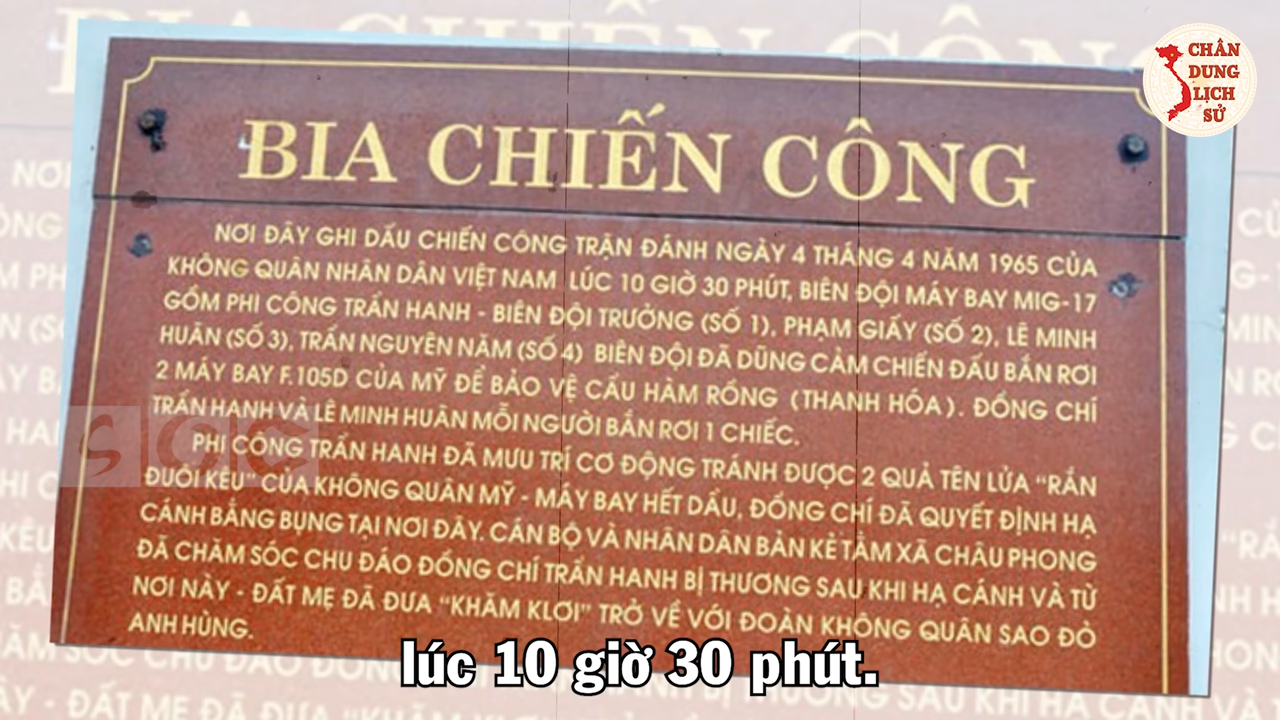 CHÂN
DUNG
LỊCH
SỬ
BIA CHIẾN CÔNG
NƠI ĐÂY GHI DẤU CHIẾN CÔNG TRẬN ĐÁNH NGÀY 4 THÁNG 4 NĂM 1965 CỦA
KHÔNG QUÂN NHÂN DÂN VIỆT NAM LÚC 10 GIỜ 30 PHÚT, BIÊN ĐỘI MÁY BAY MIG-17
GỒM PHI CÔNG TRẦN HANH - BIÊN ĐỘI TRƯỞNG (SỐ 1), PHẠM GIẤY (SỐ 2), LÊ MINH
HUÂN (SỐ 3), TRẦN NGUYÊN NĂM (SỐ 4) BIÊN ĐỘI ĐÃ DŨNG CẢM CHIẾN ĐẤU BẮN RƠI
2 MÁY BAY F.105D CỦA MỸ ĐỂ BẢO VỆ CẦU HÀM RỒNG (THANH HÓA). ĐỒNG CHÍ
TRẦN HANH VÀ LÊ MINH HUÂN MỖI NGƯỜI BẮN RƠI 1 CHIẾC.
PHI CÔNG TRẦN HANH ĐÃ MƯU TRÍ CƠ ĐỘNG TRÁNH ĐƯỢC 2 QUẢ TÊN LỬA "RẮN
ĐUÔI KÊU" CỦA KHÔNG QUÂN MỸ - MÁY BAY HẾT DẦU, ĐỒNG CHÍ ĐÃ QUYẾT ĐỊNH HẠ
CÁNH BẰNG BỤNG TẠI NƠI ĐÂY. CÁN BỘ VÀ NHÂN DÂN BẢN KẺ TẰM XÃ CHÂU PHONG
ĐÃ CHĂM SÓC CHU ĐÁO ĐỒNG CHÍ TRẦN HANH BỊ THƯƠNG SAU KHI HẠ CÁNH VÀ TỪ
NƠI NÀY - ĐẤT MẸ ĐÃ ĐƯA "KHĂM KLƠI" TRỞ VỀ VỚI ĐOÀN KHÔNG QUÂN SAO ĐỎ
ANH HÙNG.
lúc 10 giờ 30 phút.